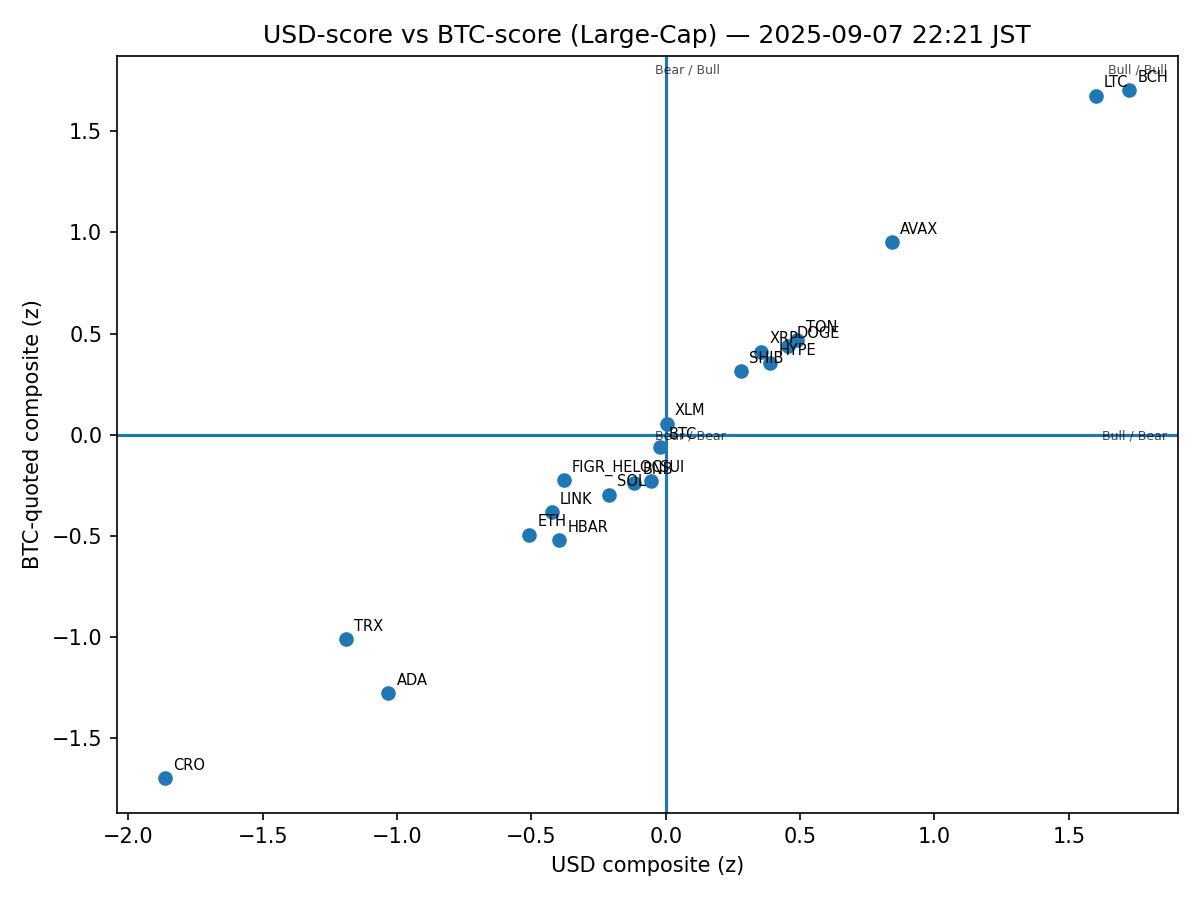 USD-score vs BTC-score (Large-Cap) — 2025-09-07 22:21 JST
Bear / Bull
Bull / Bull
BCH
LTC
1.5
AVAX
1.0
TON
DOGE
XRP
HYPE
SHIB
0.5
XLM
BTC
0.0
Bear / Bear
Bull / Bear
FIGR_HELOC
SUI
BNB
SOL
LINK
ETH
HBAR
−0.5
TRX
−1.0
ADA
−1.5
CRO
BTC-quoted composite (z)
−2.0
−1.5
−1.0
−0.5
0.0
0.5
1.0
1.5
USD composite (z)